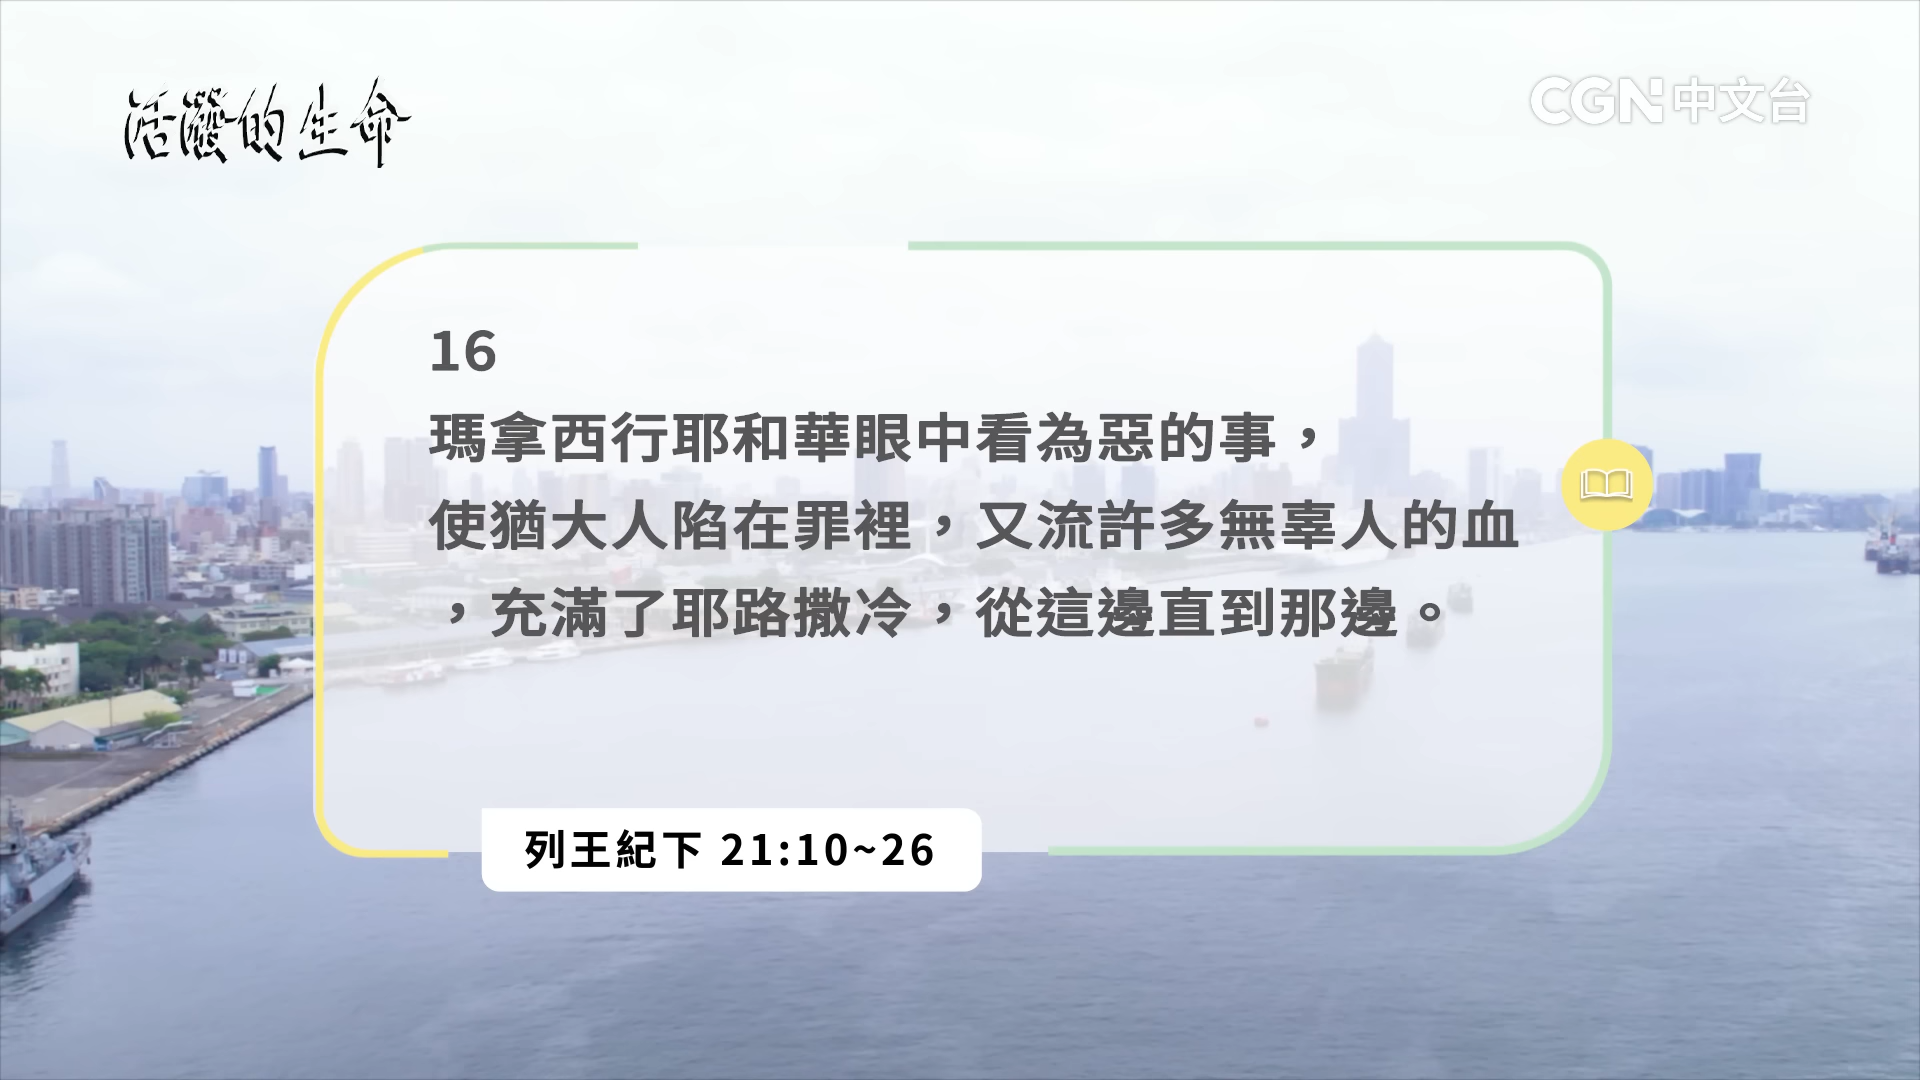 活潑的生命
CGN中文台
16
瑪拿西行耶和華眼中看為惡的事，
使猶大人陷在罪裡，又流許多無辜人的血
，充滿了耶路撒冷，從這邊直到那邊。
列王紀下 21:10~26